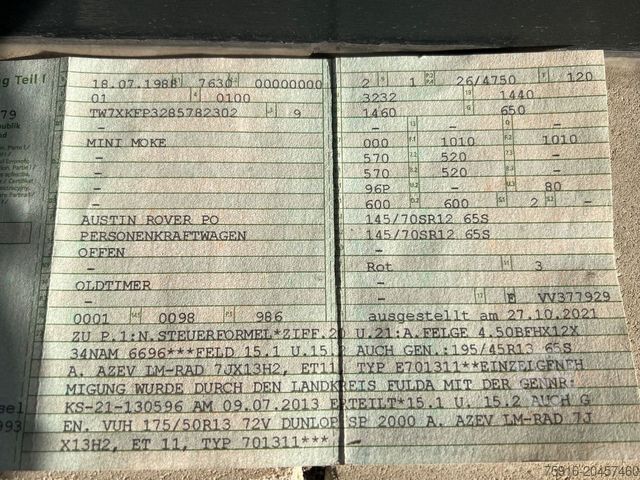 ng Teil I
18.07.1988 7630 00000000
01 0100
TW7XKFP3285782302 9
–
MINI MOKE
–
–
–
–
AUSTIN ROVER PO
PERSONENKRAFTWAGEN
OFFEN
–
OLDTIMER
–
0001 0098 986
2 1 26/4750 120
3232 1440
1460 650
– – –
000 1010 1010
570 520 –
570 520 –
96P – 80
600 600 2 –
145/70SR12 65S
145/70SR12 65S
–
Rot 3
–
– E VV377929
ausgestellt am 27.10.2021
ZU P.1:N.STEUERFORMEL*ZIFF.20 U.21:A.FELGE 4.50BFHX12X
34NAM 6696***FELD 15.1 U.15.2 AUCH GEN.:195/45R13 65S
A. AZEV LM-RAD 7JX13H2, ET11, TYP E701311**EINZELGENEH
MIGUNG WURDE DURCH DEN LANDKREIS FULDA MIT DER GENNR:
KS-21-130596 AM 09.07.2013 ERTEILT*15.1 U. 15.2 AUCH G
EN. VUH 175/50R13 72V DUNLOP SP 2000 A. AZEV LM-RAD 7J
X13H2, ET 11, TYP 701311***
79
publik
sel
993
75916-20457460